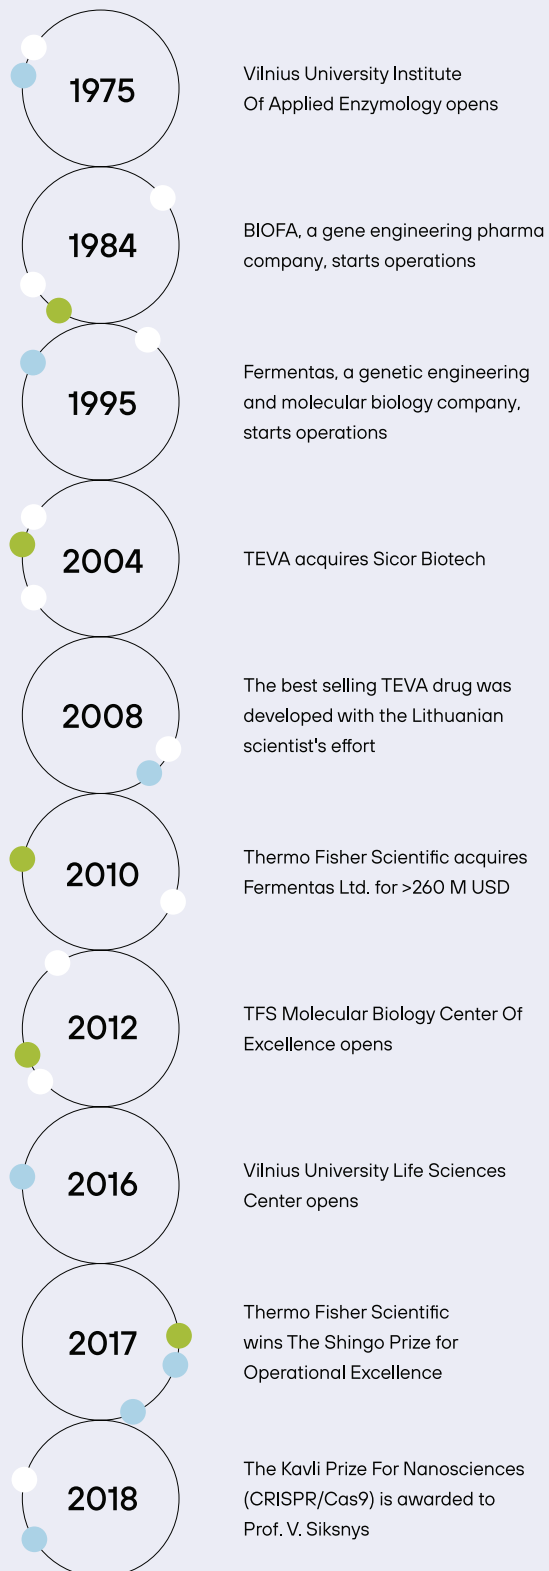 1975
Vilnius University Institute
Of Applied Enzymology opens
1984
BIOFA, a gene engineering pharma
company, starts operations
1995
Fermentas, a genetic engineering
and molecular biology company,
starts operations
2004
TEVA acquires Sicor Biotech
2008
The best selling TEVA drug was
developed with the Lithuanian
scientist's effort
2010
Thermo Fisher Scientific acquires
Fermentas Ltd. for >260 M USD
2012
TFS Molecular Biology Center Of
Excellence opens
2016
Vilnius University Life Sciences
Center opens
2017
Thermo Fisher Scientific
wins The Shingo Prize for
Operational Excellence
2018
The Kavli Prize For Nanosciences
(CRISPR/Cas9) is awarded to
Prof. V. Siksnys